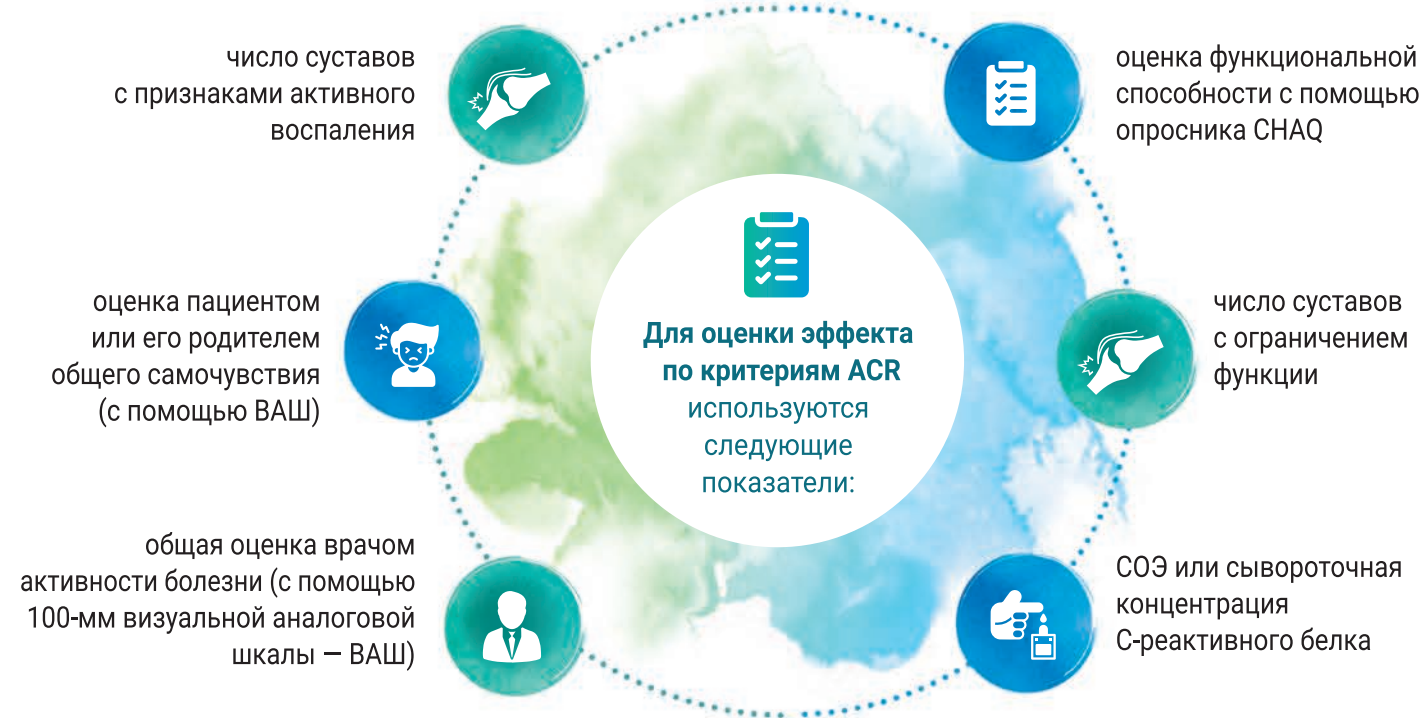 Для оценки эффекта
по критериям ACR
используются
следующие
показатели:
число суставов
с признаками активного
воспаления
оценка функциональной
способности с помощью
опросника CHAQ
оценка пациентом
или его родителем
общего самочувствия
(с помощью ВАШ)
число суставов
с ограничением
функции
общая оценка врачом
активности болезни (с помощью
100-мм визуальной аналоговой
шкалы — ВАШ)
СОЭ или сывороточная
концентрация
С-реактивного белка